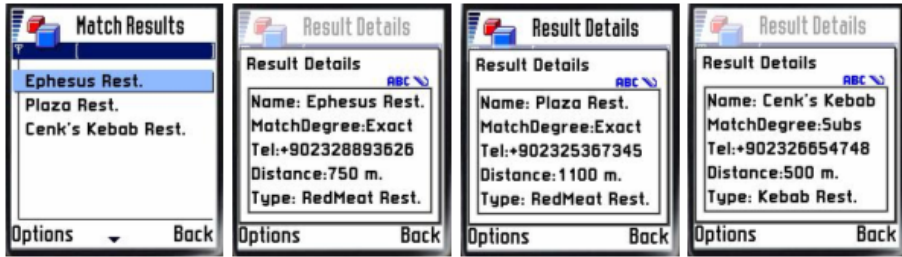 Match Results
Ephesus Rest.
Plaza Rest.
Cenk's Kebab Rest.
Options Back
Result Details
Result Details
ABC
Name: Ephesus Rest.
MatchDegree:Exact
Tel:+902328893626
Distance:750 m.
Type: RedMeat Rest.
Options Back
Result Details
Result Details
ABC
Name: Plaza Rest.
MatchDegree:Exact
Tel:+902325367345
Distance:1100 m.
Type: RedMeat Rest.
Options Back
Result Details
Result Details
ABC
Name: Cenk's Kebab
MatchDegree:Subs
Tel:+902326654748
Distance:500 m.
Type: Kebab Rest.
Options Back